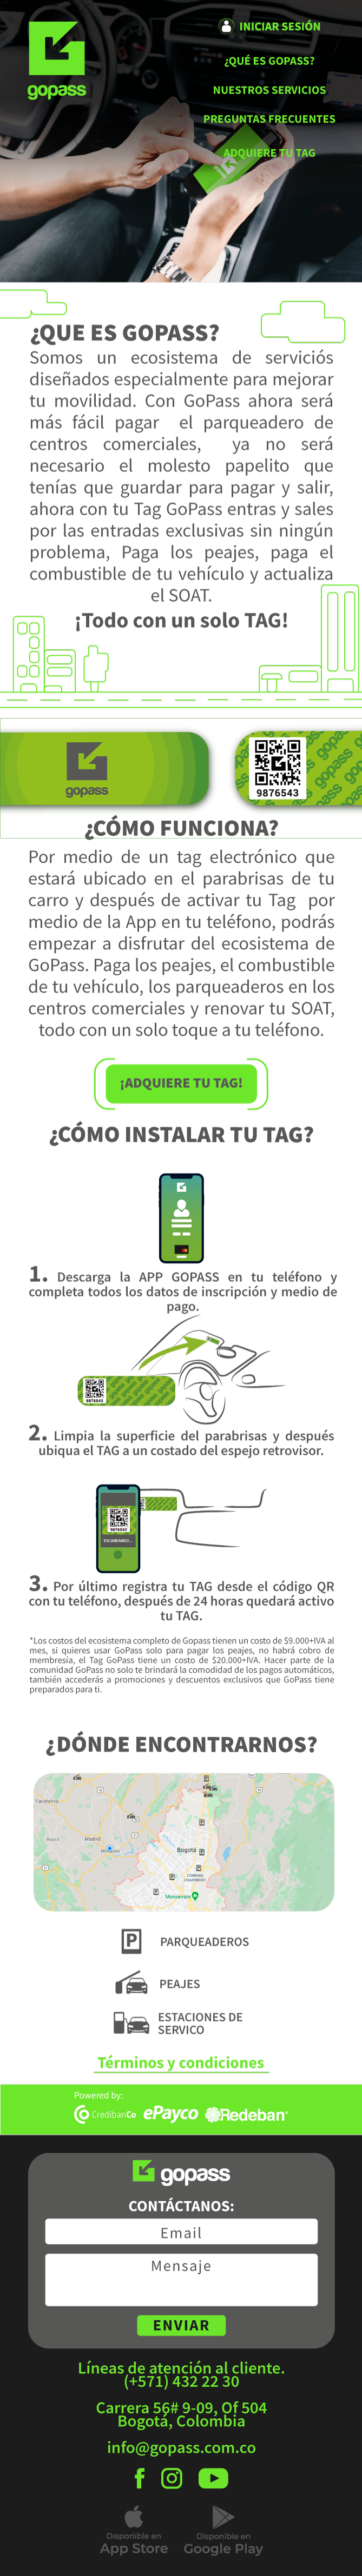 INICIAR SESIÓN
gopass
¿QUÉ ES GOPASS?
NUESTROS SERVICIOS
PREGUNTAS FRECUENTES
ADQUIERE TU TAG
¿QUE ES GOPASS?
Somos un ecosistema de serviciós
diseñados especialmente para mejorar
tu movilidad. Con GoPass ahora será
más fácil pagar el parqueadero de
centros comerciales, ya no será
necesario el molesto papelito que
tenías que guardar para pagar y salir,
ahora con tu Tag GoPass entras y sales
por las entradas exclusivas sin ningún
problema, Paga los peajes, paga el
combustible de tu vehículo y actualiza
el SOAT.
¡Todo con un solo TAG!
gopass
9876543
gopass
¿CÓMO FUNCIONA?
Por medio de un tag electrónico que
estará ubicado en el parabrisas de tu
carro y después de activar tu Tag por
medio de la App en tu teléfono, podrás
empezar a disfrutar del ecosistema de
GoPass. Paga los peajes, el combustible
de tu vehículo, los parqueaderos en los
centros comerciales y renovar tu SOAT,
todo con un solo toque a tu teléfono.
¡ADQUIERE TU TAG!
¿CÓMO INSTALAR TU TAG?
1. Descarga la APP GOPASS en tu teléfono y
completa todos los datos de inscripción y medio de
pago.
9876543
2. Limpia la superficie del parabrisas y después
ubiqua el TAG a un costado del espejo retrovisor.
9876543
ESCANEANDO...
3. Por último registra tu TAG desde el código QR
con tu teléfono, después de 24 horas quedará activo
tu TAG.
*Los costos del ecosistema completo de Gopass tienen un costo de $9.000+IVA al
mes, si quieres usar GoPass solo para pagar los peajes, no habrá cobro de
membresía, el Tag GoPass tiene un costo de $20.000+IVA. Hacer parte de la
comunidad GoPass no solo te brindará la comodidad de los pagos automáticos,
también accederás a promociones y descuentos exclusivos que GoPass tiene
preparados para ti.
¿DÓNDE ENCONTRARNOS?
Facatativá
Madrid
Mosquera
Bogotá
Monserrate
PARQUEADEROS
PEAJES
ESTACIONES DE
SERVICO
Términos y condiciones
Powered by:
CredibanCo ePayco Redeban
gopass
CONTÁCTANOS:
Email
Mensaje
ENVIAR
Líneas de atención al cliente.
(+571) 432 22 30
Carrera 56# 9-09, Of 504
Bogotá, Colombia
info@gopass.com.co
Disponible en
App Store
Disponible en
Google Play